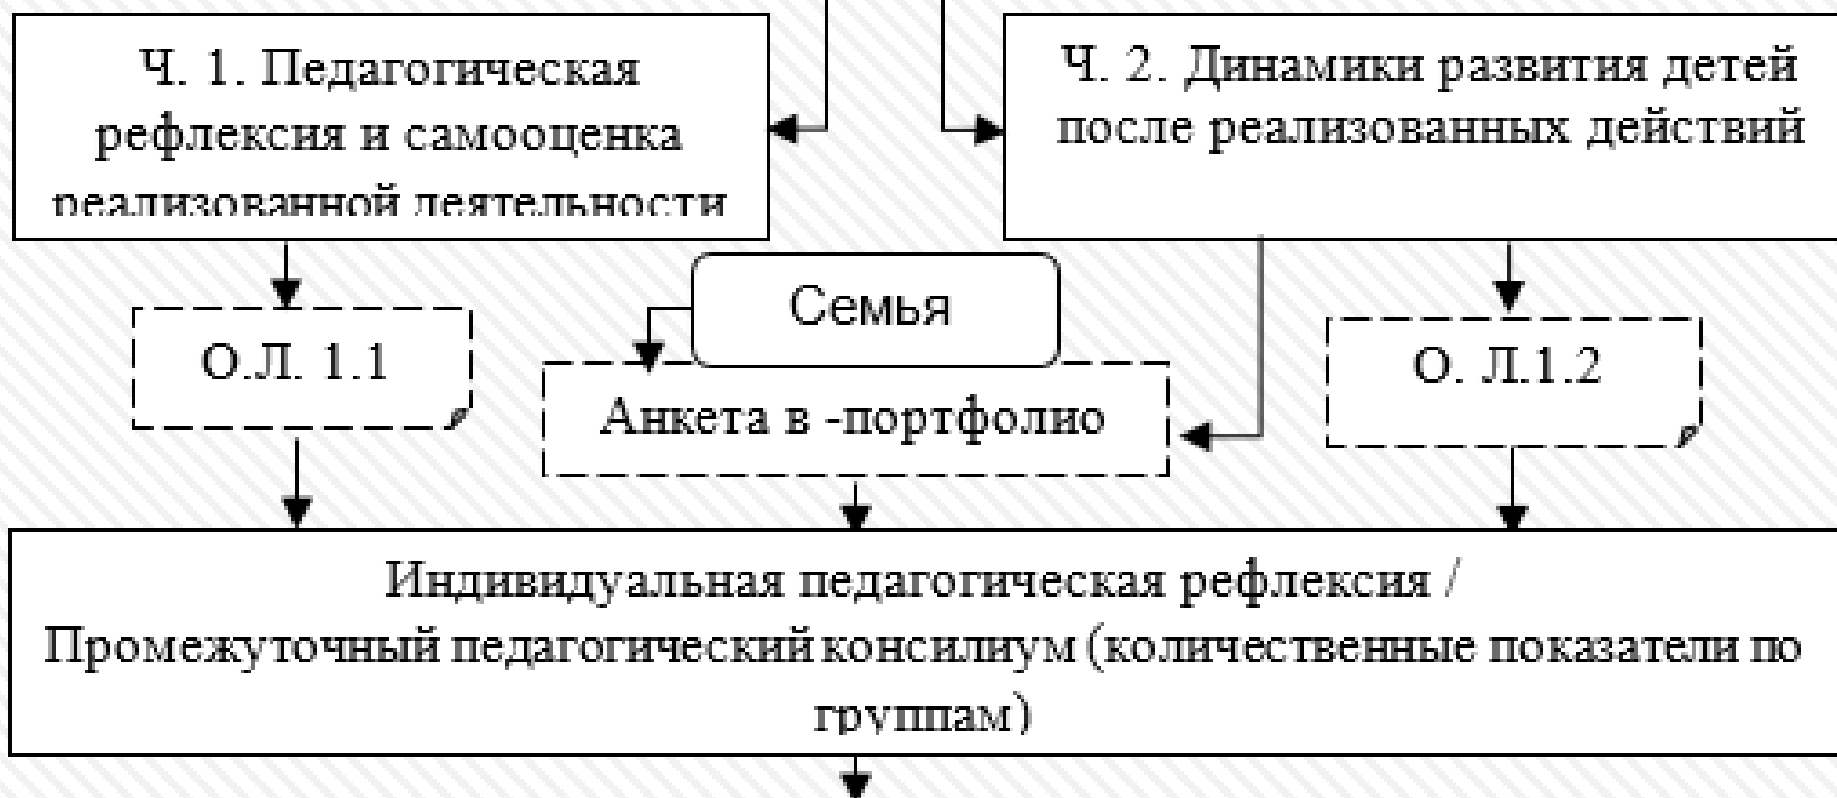 Ч. 1. Педагогическая
рефлексия и самооценка
реализованной деятельности
Ч. 2. Динамики развития детей
после реализованных действий
Семья
О.Л. 1.1
Анкета в -портфолио
О. Л.1.2
Индивидуальная педагогическая рефлексия /
Промежуточный педагогический консилиум (количественные показатели по
группам)